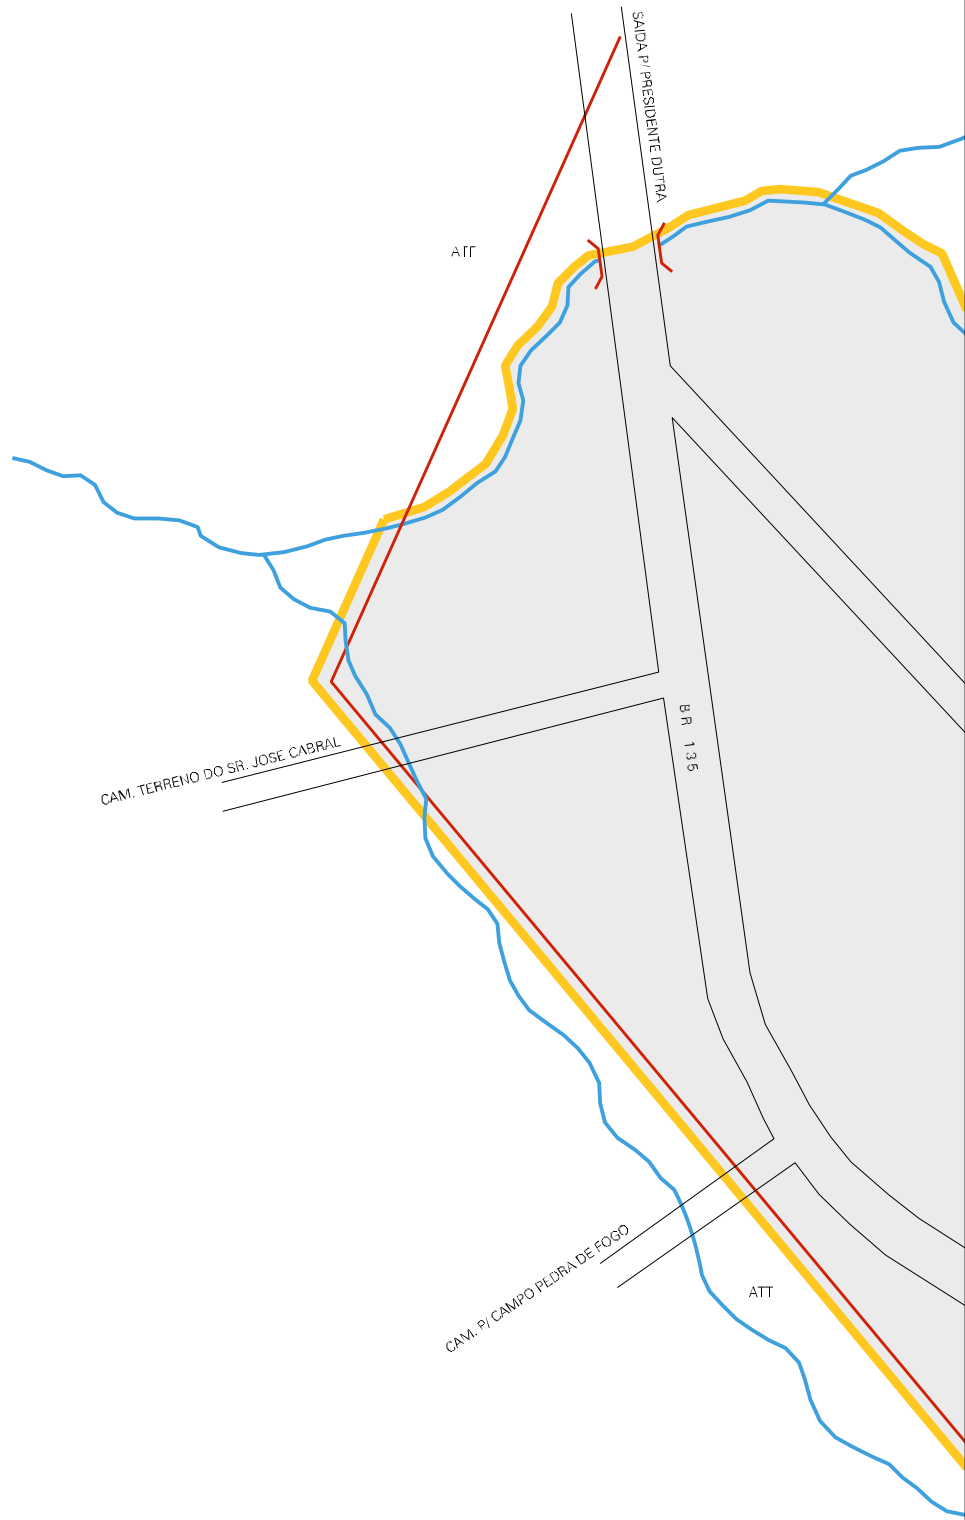 SAIDA P/ PRESIDENTE DUTRA
ATT
BR 135
CAM. TERRENO DO SR. JOSE CABRAL
CAM. P/ CAMPO PEDRA DE FOGO
ATT